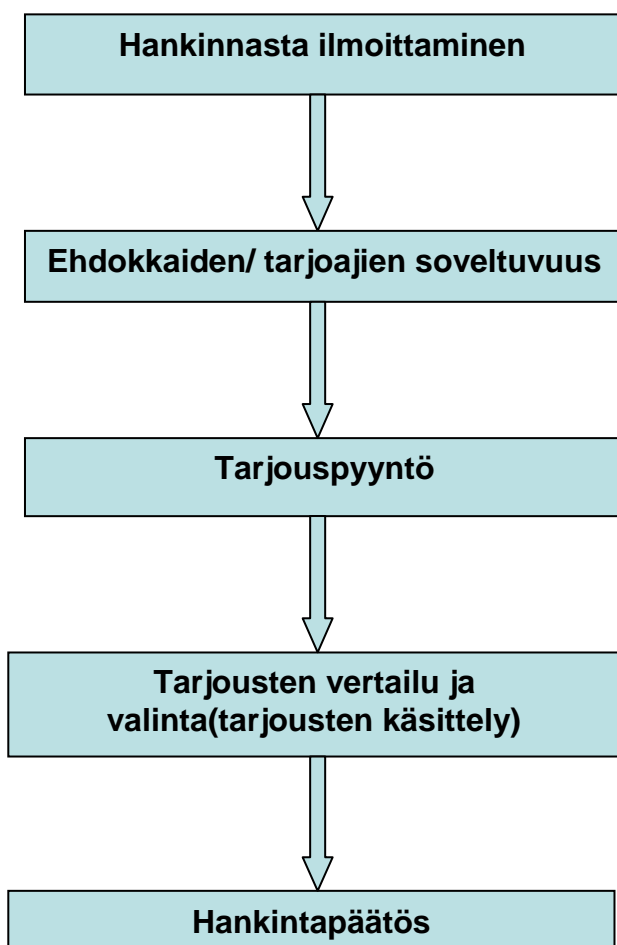 Hankinnasta ilmoittaminen
Ehdokkaiden/ tarjoajien soveltuvuus
Tarjouspyyntö
Tarjousten vertailu ja
valinta(tarjousten käsittely)
Hankintapäätös